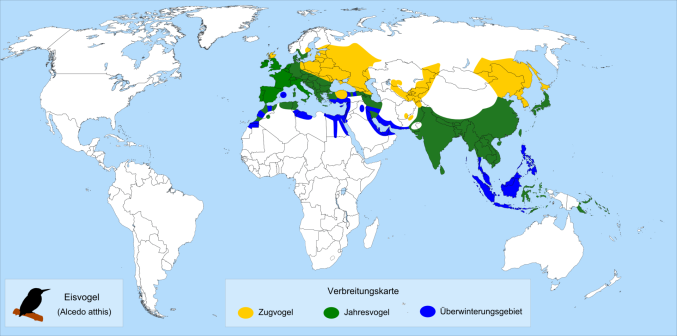 Eisvogel
(Alcedo atthis)
Verbreitungskarte
Zugvogel
Jahresvogel
Überwinterungsgebiet